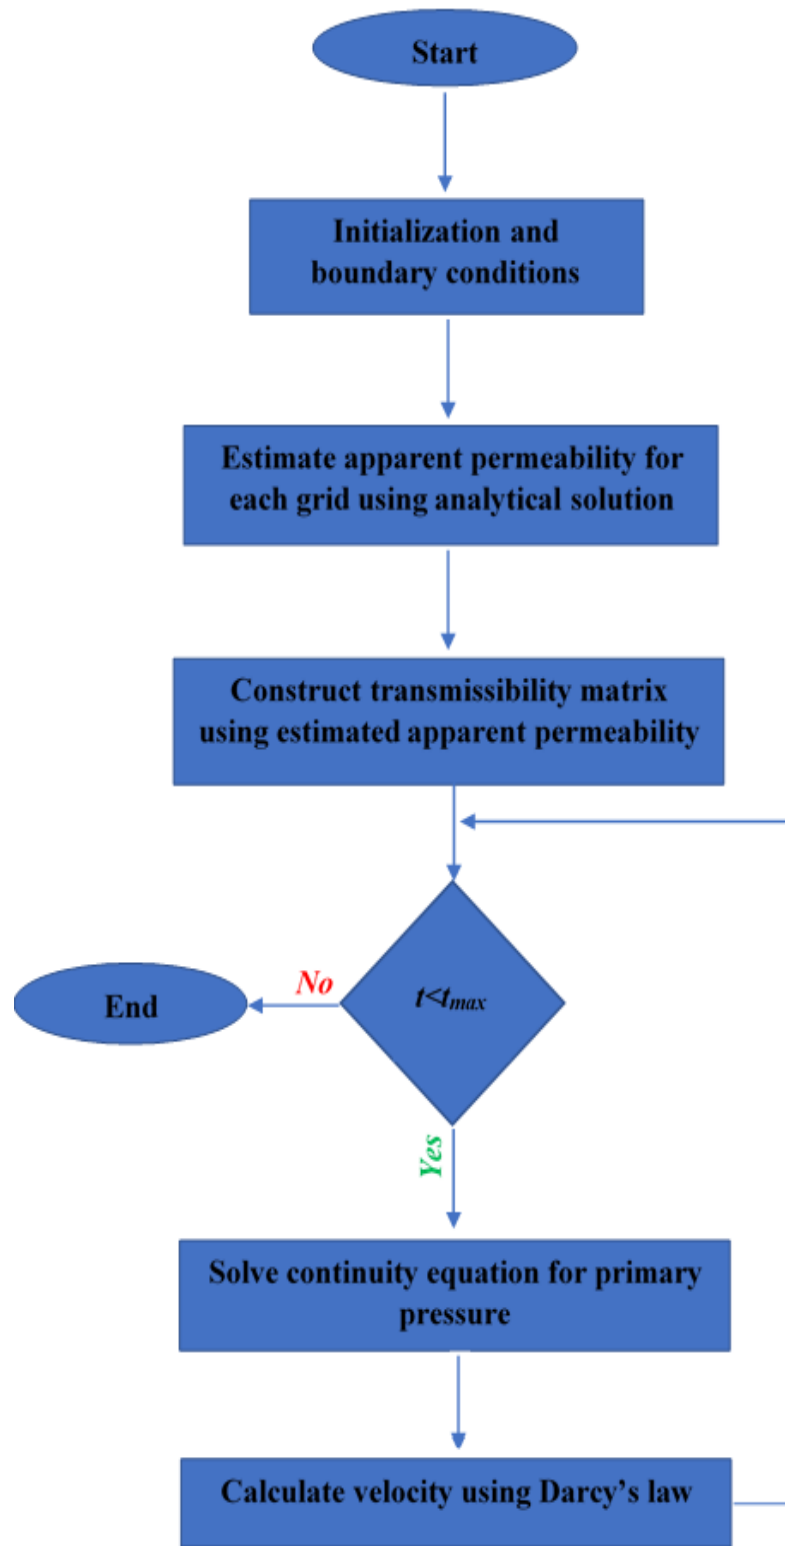 Start
Initialization and
boundary conditions
Estimate apparent permeability for
each grid using analytical solution
Construct transmissibility matrix
using estimated apparent permeability
t<tmax
No
End
Yes
Solve continuity equation for primary
pressure
Calculate velocity using Darcy's law